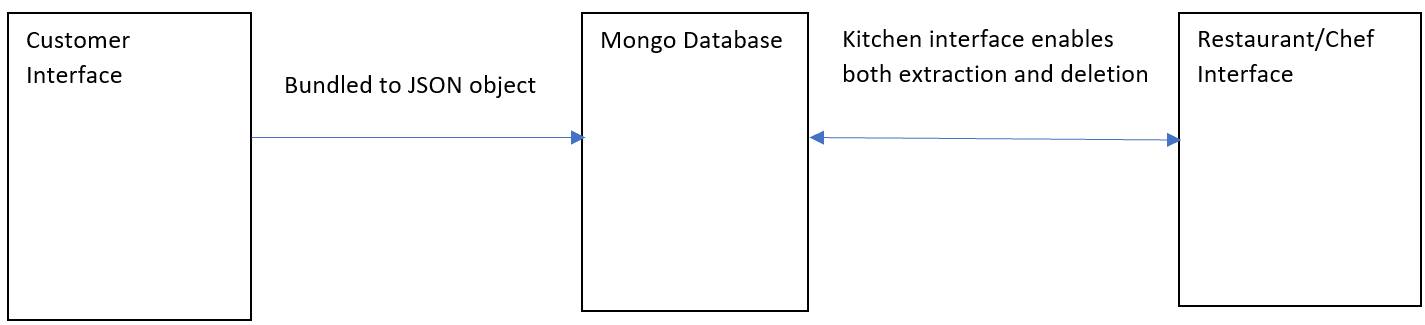 Customer
Interface
Bundled to JSON object
Mongo Database
Kitchen interface enables
both extraction and deletion
Restaurant/Chef
Interface